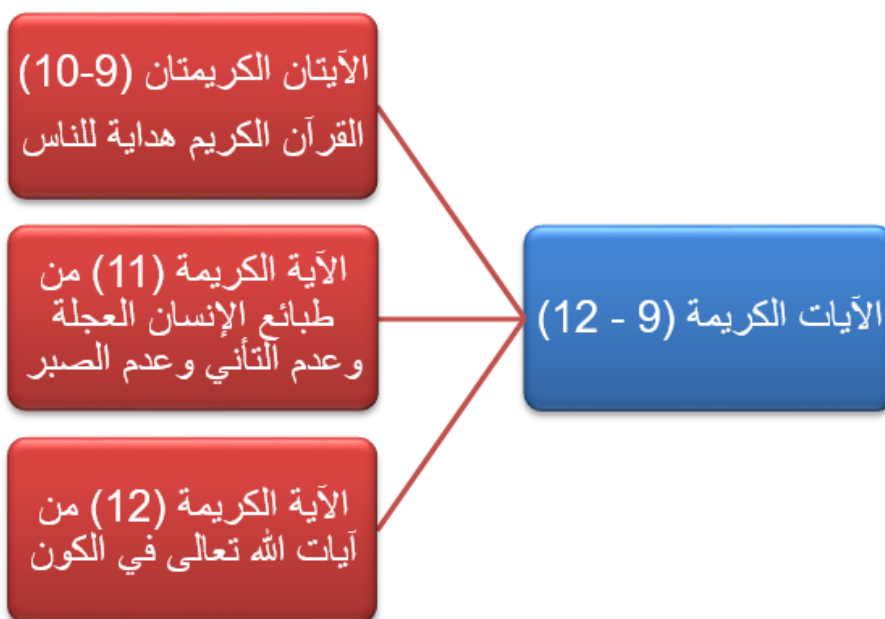 الآيات الكريمة (9 - 12)
الآيتان الكريمتان (9-10)
القرآن الكريم هداية للناس
الآية الكريمة (11) من
طبائع الإنسان العجلة
وعدم التأني وعدم الصبر
الآية الكريمة (12) من
آيات الله تعالى في الكون